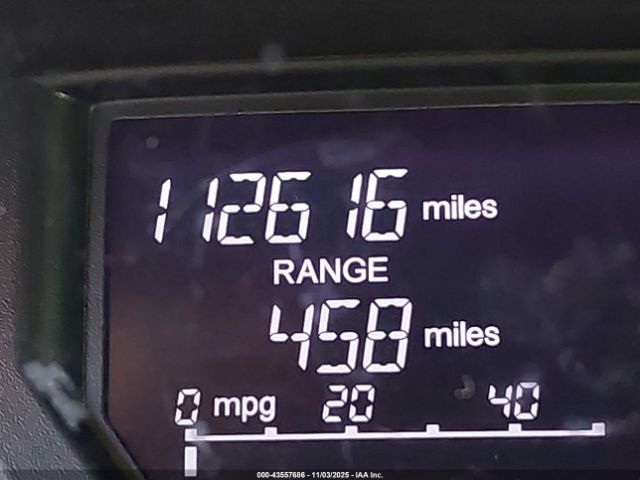 112616 miles
RANGE
458 miles
0 mpg 20 40
000-43557686 - 11/03/2025 - IAA Inc.